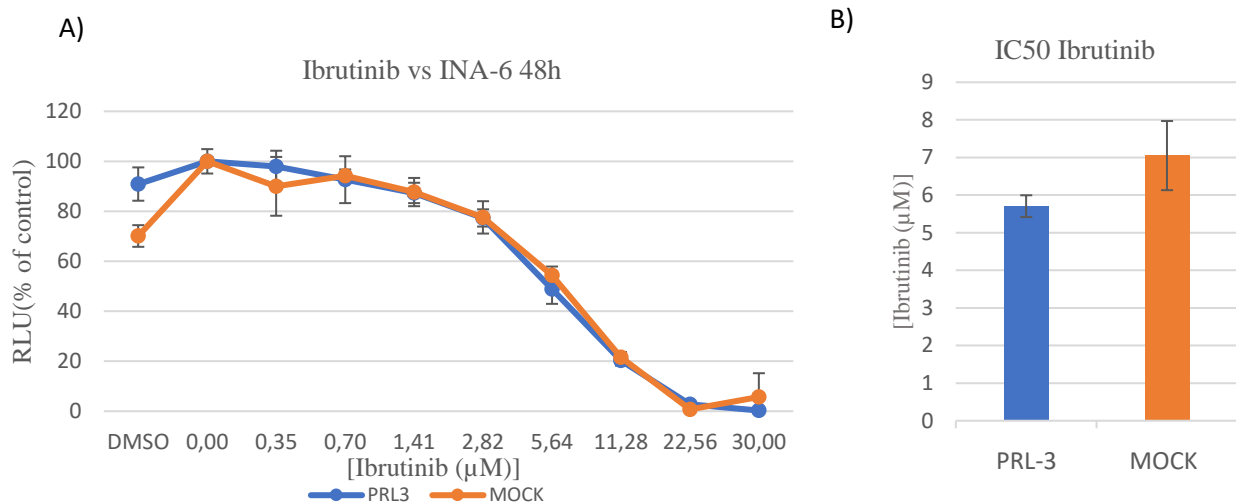 A)
Ibrutinib vs INA-6 48h
RLU(% of control)
120
100
80
60
40
20
0
DMSO 0,00 0,35 0,70 1,41 2,82 5,64 11,28 22,56 30,00
[Ibrutinib (µM)]
PRL3 MOCK
B)
IC50 Ibrutinib
[Ibrutinib (µM)]
9
8
7
6
5
4
3
2
1
0
PRL-3 MOCK